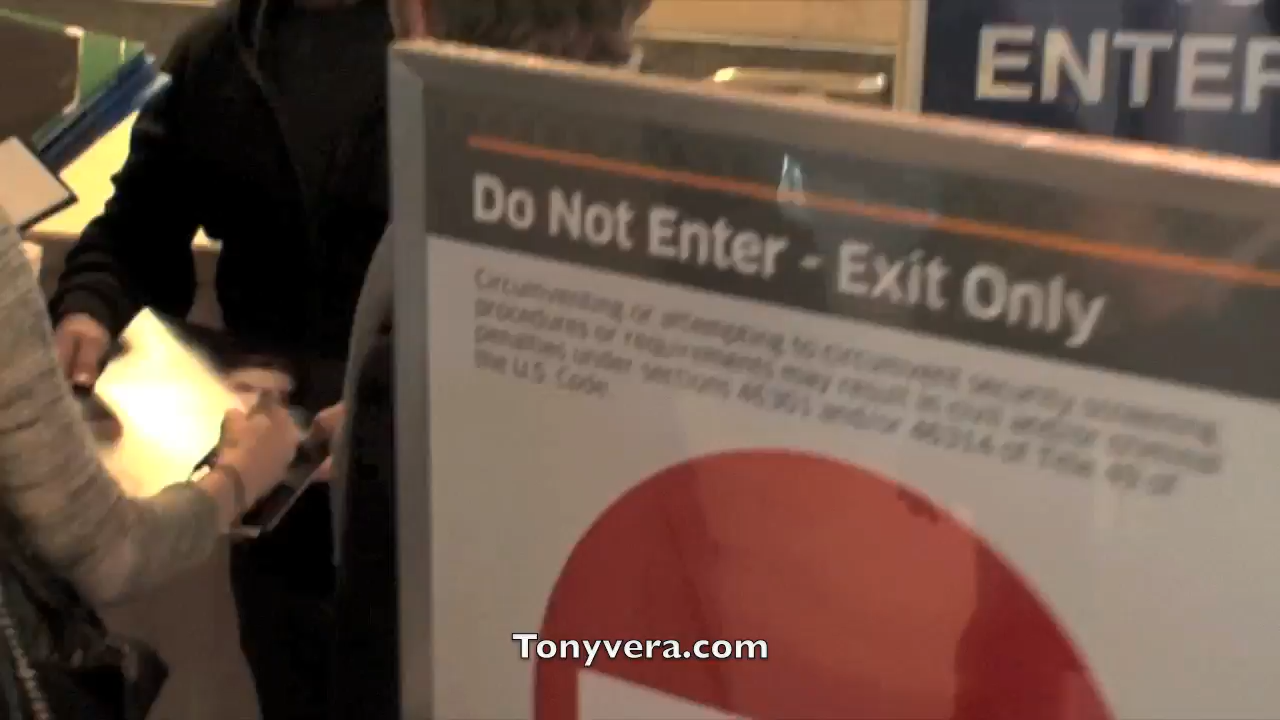 ENTER
Do Not Enter - Exit Only
Circumventing or attempting to circumvent security screening
procedures or requirements may result in civil and/or criminal
penalties under sections 46301 and/or 46314 of Title 49 of
the U.S. Code.
Tonyvera.com